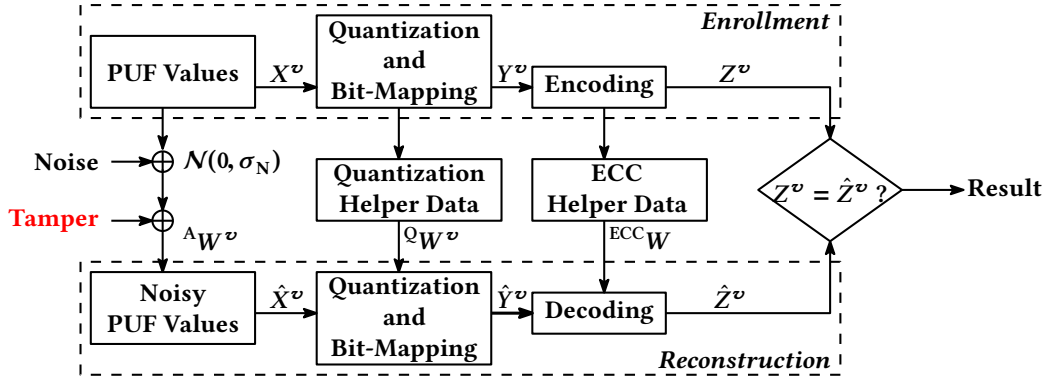 Enrollment
PUF Values
X^𝒗
Quantization
and
Bit-Mapping
Y^𝒗
Encoding
Z^𝒗
Noise
𝒩(0, σ_N)
Quantization
Helper Data
ECC
Helper Data
Z^𝒗 = Ẑ^𝒗 ?
Result
Tamper
^A W^𝒗
^Q W^𝒗
^ECC W
Noisy
PUF Values
X̂^𝒗
Quantization
and
Bit-Mapping
Ŷ^𝒗
Decoding
Ẑ^𝒗
Reconstruction